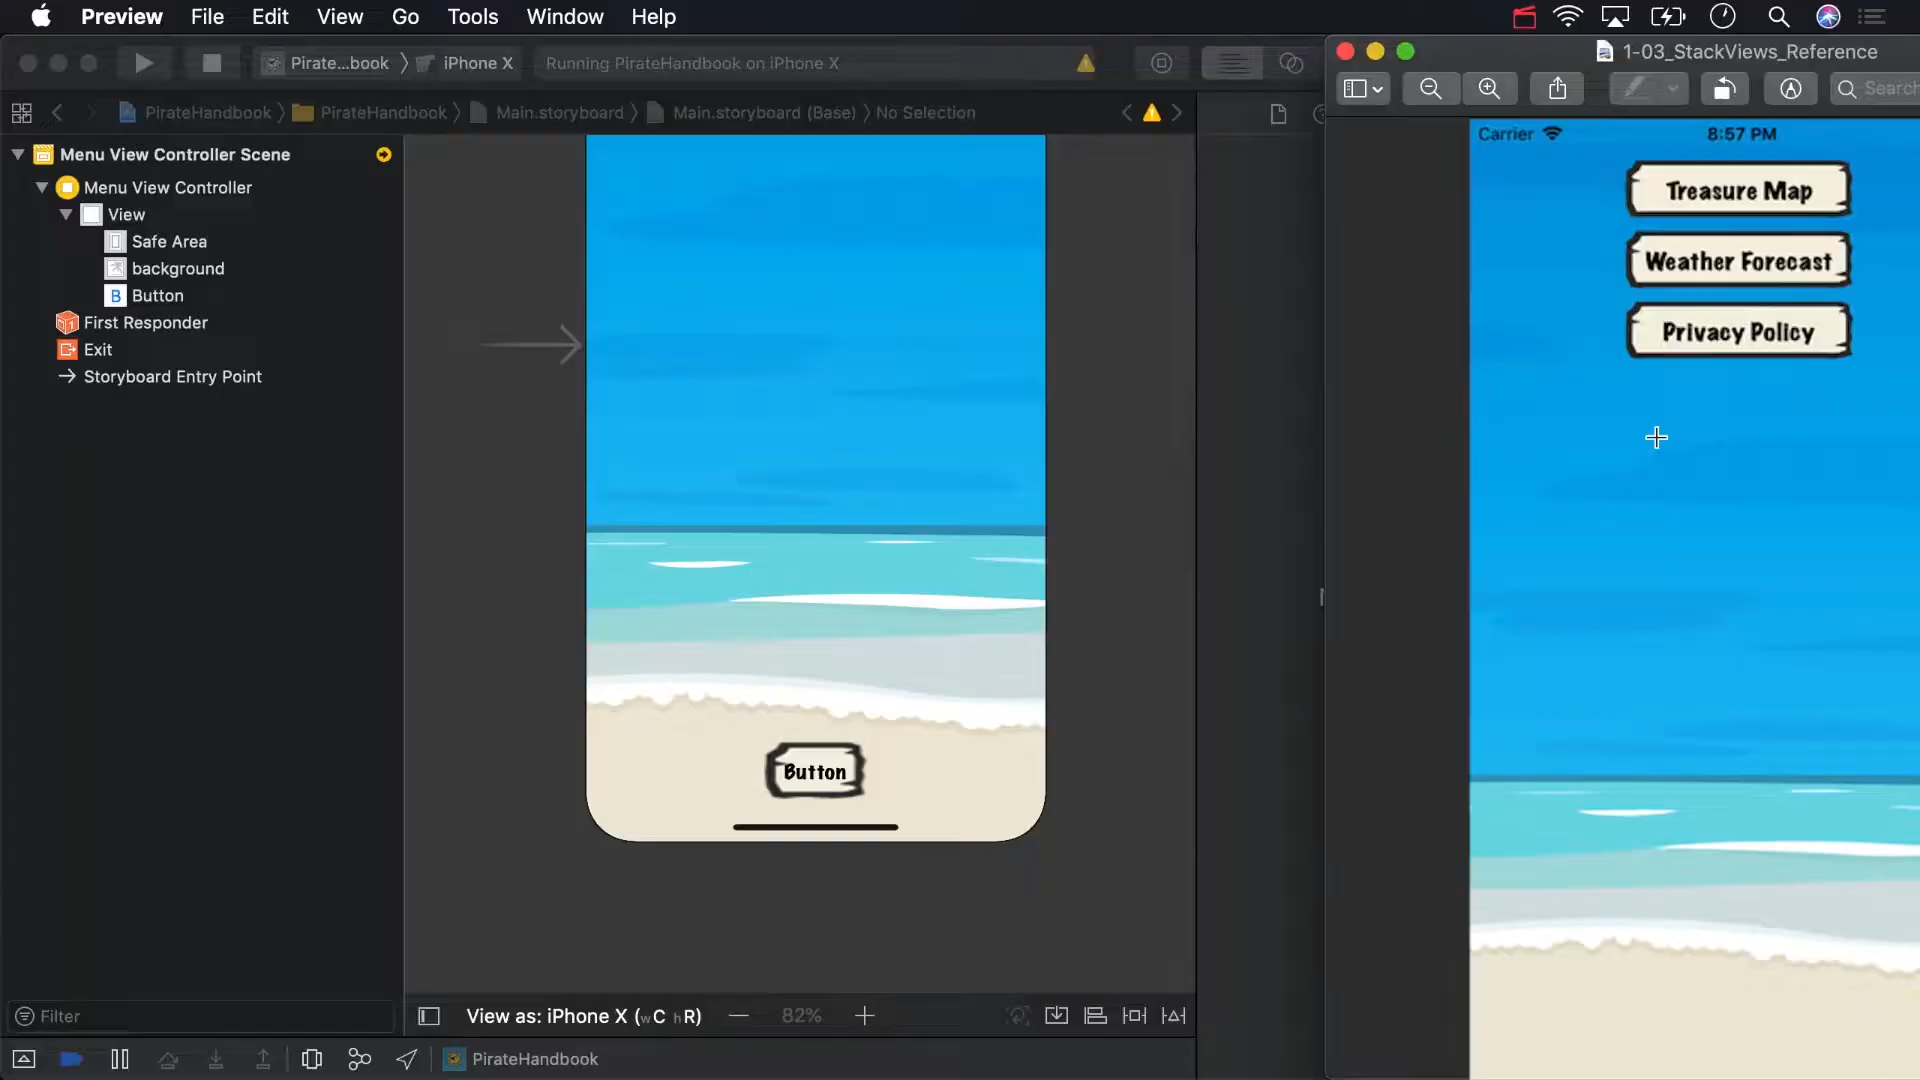 Preview File Edit View Go Tools Window Help
Pirate...book iPhone X Running PirateHandbook on iPhone X
1-03_StackViews_Reference
Search
PirateHandbook PirateHandbook Main.storyboard Main.storyboard (Base) No Selection
Carrier 8:57 PM
Menu View Controller Scene
Menu View Controller
View
Safe Area
background
B Button
First Responder
Exit
Storyboard Entry Point
Treasure Map
Weather Forecast
Privacy Policy
Button
Filter
View as: iPhone X (wC hR) 82%
PirateHandbook